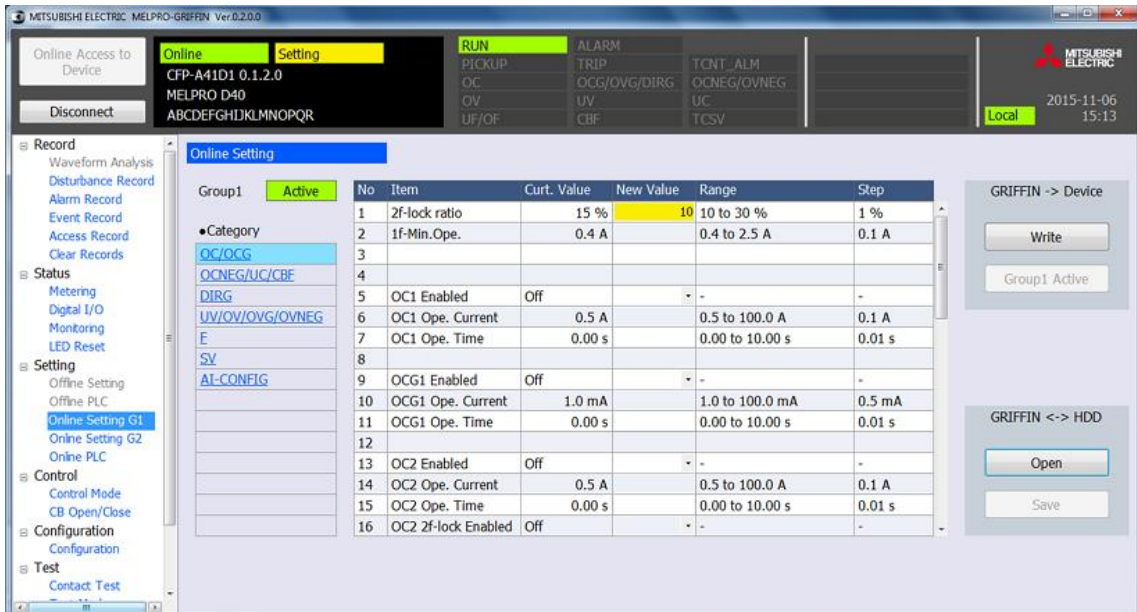 MITSUBISHI ELECTRIC MELPRO-GRIFFIN Ver.0.2.0.0
Online Access to Device
Disconnect
Online Setting
CFP-A41D1 0.1.2.0
MELPRO D40
ABCDEFGHIJKLMNOPQR
RUN ALARM
PICKUP TRIP TCNT_ALM
OC OCG/OVG/DIRG OCNEG/OVNEG
OV UV UC
UF/OF CBF TCSV
MITSUBISHI
ELECTRIC
2015-11-06
Local 15:13
Record
Waveform Analysis
Disturbance Record
Alarm Record
Event Record
Access Record
Clear Records
Status
Metering
Digital I/O
Monitoring
LED Reset
Setting
Offline Setting
Offline PLC
Online Setting G1
Online Setting G2
Online PLC
Control
Control Mode
CB Open/Close
Configuration
Configuration
Test
Contact Test
Online Setting
Group1 Active
•Category
OC/OCG
OCNEG/UC/CBF
DIRG
UV/OV/OVG/OVNEG
F
SV
AI-CONFIG
No Item Curt. Value New Value Range Step
1 2f-lock ratio 15 % 10 10 to 30 % 1 %
2 1f-Min.Ope. 0.4 A 0.4 to 2.5 A 0.1 A
3
4
5 OC1 Enabled Off - -
6 OC1 Ope. Current 0.5 A 0.5 to 100.0 A 0.1 A
7 OC1 Ope. Time 0.00 s 0.00 to 10.00 s 0.01 s
8
9 OCG1 Enabled Off - -
10 OCG1 Ope. Current 1.0 mA 1.0 to 100.0 mA 0.5 mA
11 OCG1 Ope. Time 0.00 s 0.00 to 10.00 s 0.01 s
12
13 OC2 Enabled Off - -
14 OC2 Ope. Current 0.5 A 0.5 to 100.0 A 0.1 A
15 OC2 Ope. Time 0.00 s 0.00 to 10.00 s 0.01 s
16 OC2 2f-lock Enabled Off - -
GRIFFIN -> Device
Write
Group1 Active
GRIFFIN <-> HDD
Open
Save